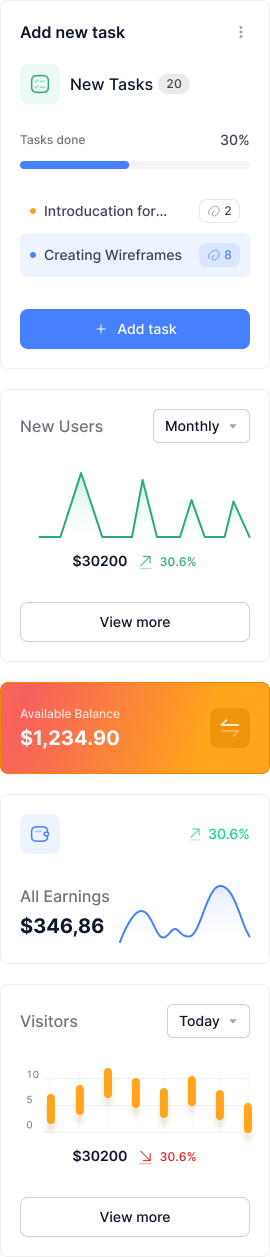 Add new task
New Tasks 20
Tasks done 30%
Introducation for... 2
Creating Wireframes 8
+ Add task
New Users Monthly
$30200 30.6%
View more
Available Balance
$1,234.90
30.6%
All Earnings
$346,86
Visitors Today
10
5
0
$30200 30.6%
View more